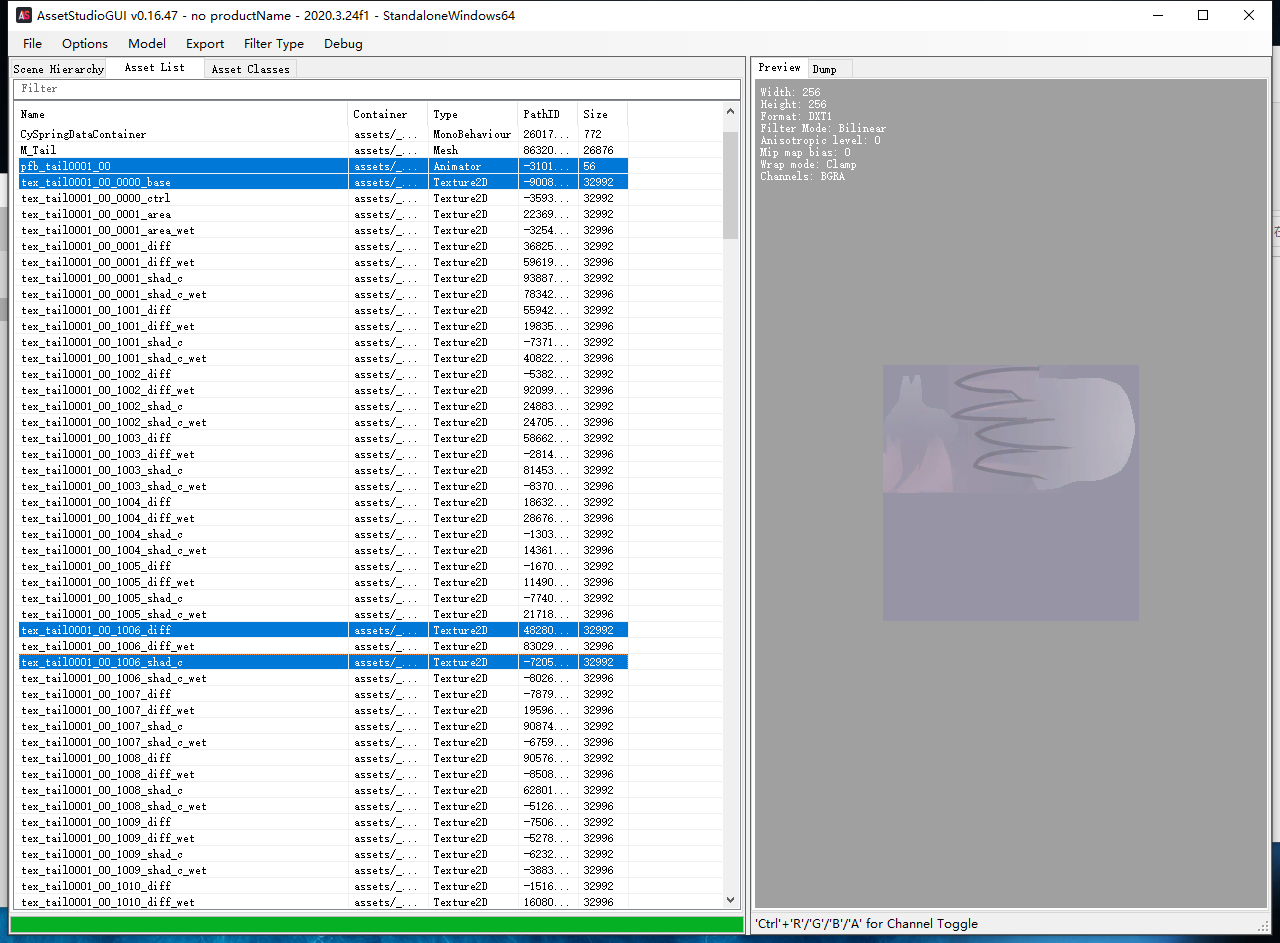 AssetStudioGUI v0.16.47 - no productName - 2020.3.24f1 - StandaloneWindows64
File Options Model Export Filter Type Debug
Scene Hierarchy Asset List Asset Classes
Filter
Name Container Type PathID Size
CySpringDataContainer assets/_... MonoBehaviour 26017... 772
M_Tail assets/_... Mesh 86320... 26876
pfb_tail0001_00 assets/_... Animator -3101... 56
tex_tail0001_00_0000_base assets/_... Texture2D -9008... 32992
tex_tail0001_00_0000_ctrl assets/_... Texture2D -3593... 32992
tex_tail0001_00_0001_area assets/_... Texture2D 22369... 32992
tex_tail0001_00_0001_area_wet assets/_... Texture2D -3254... 32996
tex_tail0001_00_0001_diff assets/_... Texture2D 36825... 32992
tex_tail0001_00_0001_diff_wet assets/_... Texture2D 59619... 32996
tex_tail0001_00_0001_shad_c assets/_... Texture2D 93887... 32992
tex_tail0001_00_0001_shad_c_wet assets/_... Texture2D 78342... 32996
tex_tail0001_00_1001_diff assets/_... Texture2D 55942... 32992
tex_tail0001_00_1001_diff_wet assets/_... Texture2D 19835... 32996
tex_tail0001_00_1001_shad_c assets/_... Texture2D -7371... 32992
tex_tail0001_00_1001_shad_c_wet assets/_... Texture2D 40822... 32996
tex_tail0001_00_1002_diff assets/_... Texture2D -5382... 32992
tex_tail0001_00_1002_diff_wet assets/_... Texture2D 92099... 32996
tex_tail0001_00_1002_shad_c assets/_... Texture2D 24883... 32992
tex_tail0001_00_1002_shad_c_wet assets/_... Texture2D 24705... 32996
tex_tail0001_00_1003_diff assets/_... Texture2D 58662... 32992
tex_tail0001_00_1003_diff_wet assets/_... Texture2D -2814... 32996
tex_tail0001_00_1003_shad_c assets/_... Texture2D 81453... 32992
tex_tail0001_00_1003_shad_c_wet assets/_... Texture2D -8370... 32996
tex_tail0001_00_1004_diff assets/_... Texture2D 18632... 32992
tex_tail0001_00_1004_diff_wet assets/_... Texture2D 28676... 32996
tex_tail0001_00_1004_shad_c assets/_... Texture2D -1303... 32992
tex_tail0001_00_1004_shad_c_wet assets/_... Texture2D 14361... 32996
tex_tail0001_00_1005_diff assets/_... Texture2D -1670... 32992
tex_tail0001_00_1005_diff_wet assets/_... Texture2D 11490... 32996
tex_tail0001_00_1005_shad_c assets/_... Texture2D -7740... 32992
tex_tail0001_00_1005_shad_c_wet assets/_... Texture2D 21718... 32996
tex_tail0001_00_1006_diff assets/_... Texture2D 48280... 32992
tex_tail0001_00_1006_diff_wet assets/_... Texture2D 83029... 32996
tex_tail0001_00_1006_shad_c assets/_... Texture2D -7205... 32992
tex_tail0001_00_1006_shad_c_wet assets/_... Texture2D -8026... 32996
tex_tail0001_00_1007_diff assets/_... Texture2D -7879... 32992
tex_tail0001_00_1007_diff_wet assets/_... Texture2D 19596... 32996
tex_tail0001_00_1007_shad_c assets/_... Texture2D 90874... 32992
tex_tail0001_00_1007_shad_c_wet assets/_... Texture2D -6759... 32996
tex_tail0001_00_1008_diff assets/_... Texture2D 90576... 32992
tex_tail0001_00_1008_diff_wet assets/_... Texture2D -8508... 32996
tex_tail0001_00_1008_shad_c assets/_... Texture2D 62801... 32992
tex_tail0001_00_1008_shad_c_wet assets/_... Texture2D -5126... 32996
tex_tail0001_00_1009_diff assets/_... Texture2D -7506... 32992
tex_tail0001_00_1009_diff_wet assets/_... Texture2D -5278... 32996
tex_tail0001_00_1009_shad_c assets/_... Texture2D -6232... 32992
tex_tail0001_00_1009_shad_c_wet assets/_... Texture2D -3883... 32996
tex_tail0001_00_1010_diff assets/_... Texture2D -1516... 32992
tex_tail0001_00_1010_diff_wet assets/_... Texture2D 16080... 32996
Preview Dump
Width: 256
Height: 256
Format: DXT1
Filter Mode: Bilinear
Anisotropic level: 0
Mip map bias: 0
Wrap mode: Clamp
Channels: BGRA
'Ctrl'+'R'/'G'/'B'/'A' for Channel Toggle